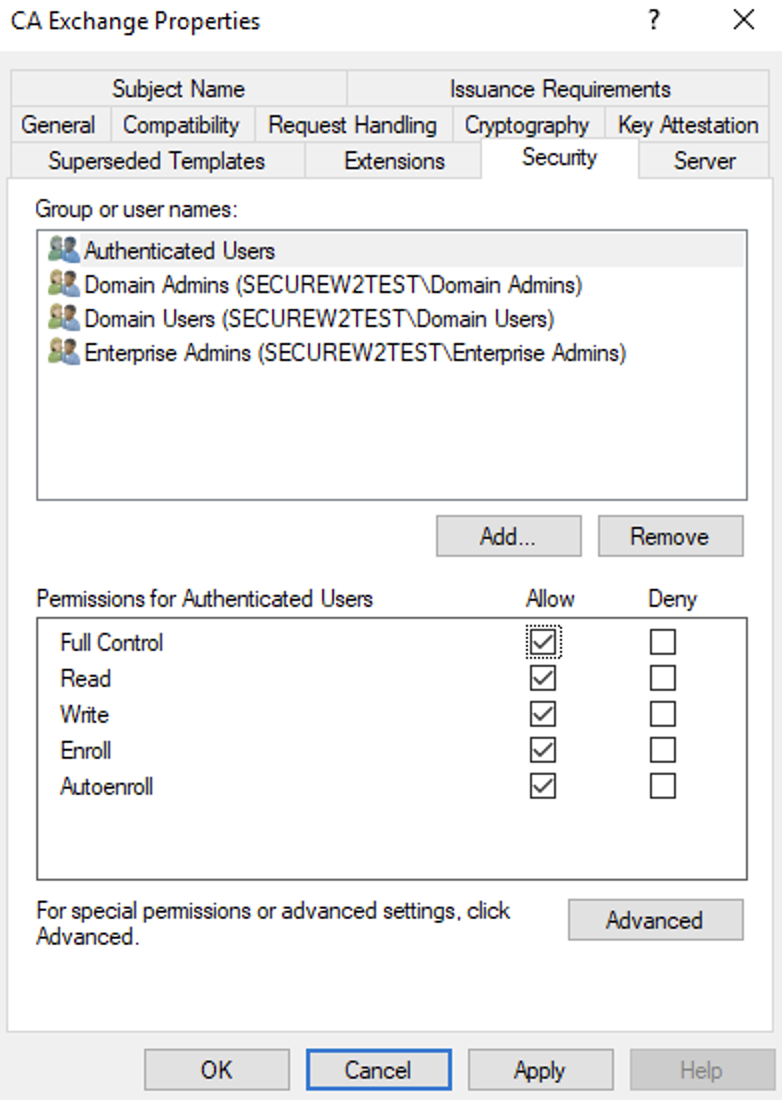 CA Exchange Properties ?
Subject Name Issuance Requirements
General Compatibility Request Handling Cryptography Key Attestation
Superseded Templates Extensions Security Server
Group or user names:
Authenticated Users
Domain Admins (SECUREW2TEST\Domain Admins)
Domain Users (SECUREW2TEST\Domain Users)
Enterprise Admins (SECUREW2TEST\Enterprise Admins)
Add... Remove
Permissions for Authenticated Users Allow Deny
Full Control
Read
Write
Enroll
Autoenroll
For special permissions or advanced settings, click
Advanced.
Advanced
OK Cancel Apply Help